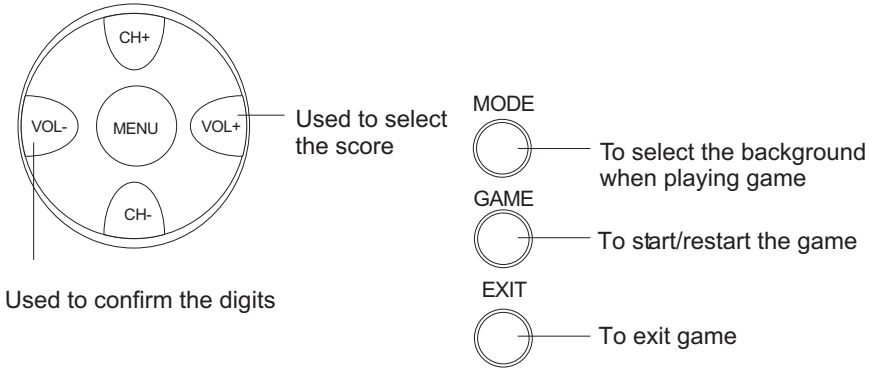 CH+
VOL-
MENU
VOL+
CH-
Used to select
the score
Used to confirm the digits
MODE
To select the background
when playing game
GAME
To start/restart the game
EXIT
To exit game